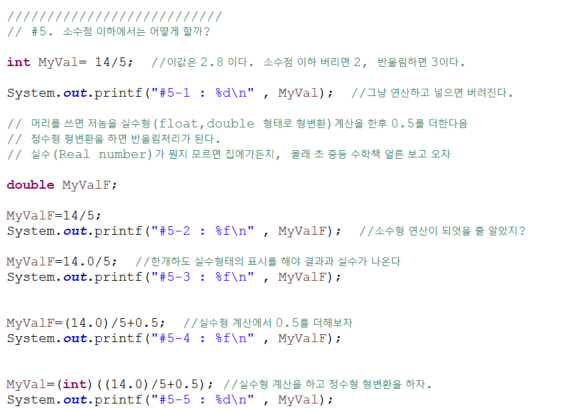 ///////////////////////////
// #5. 소수점 이하에서는 어떻게 할까?
int MyVal= 14/5;  //이값은 2.8 이다. 소수점 이하 버리면 2, 반올림하면 3이다.
System.out.printf("#5-1 : %d\n" , MyVal);  //그냥 연산하고 넣으면 버려진다.
// 머리를 쓰면 저놈을 실수형(float,double 형태로 형변환)계산을 한후 0.5를 더한다음
// 정수형 형변환을 하면 반올림처리가 된다.
// 실수(Real number)가 뭔지 모르면 집에가든지, 몰래 초 중등 수학책 얼른 보고 오자
double MyValF;
MyValF=14/5;
System.out.printf("#5-2 : %f\n" , MyValF);  //소수형 연산이 되엇을 줄 알았지?
MyValF=14.0/5;  //한개하도 실수형태의 표시를 해야 결과과 실수가 나온다
System.out.printf("#5-3 : %f\n" , MyValF);
MyValF=(14.0)/5+0.5;  //실수형 계산에서 0.5를 더해보자
System.out.printf("#5-4 : %f\n" , MyValF);
MyVal=(int)((14.0)/5+0.5); //실수형 계산을 하고 정수형 형변환을 하자.
System.out.printf("#5-5 : %d\n" , MyVal);